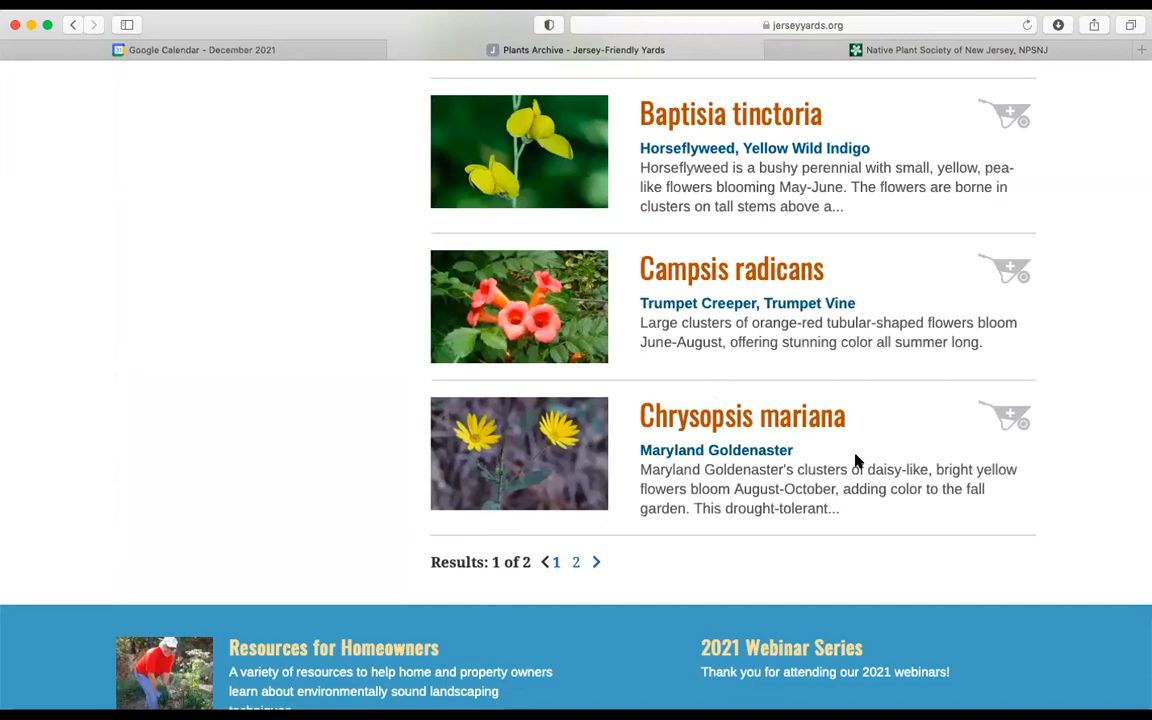 jerseyyards.org
Google Calendar - December 2021
J Plants Archive - Jersey-Friendly Yards
Native Plant Society of New Jersey, NPSNJ
Baptisia tinctoria
Horseflyweed, Yellow Wild Indigo
Horseflyweed is a bushy perennial with small, yellow, pea-
like flowers blooming May-June. The flowers are borne in
clusters on tall stems above a...
Campsis radicans
Trumpet Creeper, Trumpet Vine
Large clusters of orange-red tubular-shaped flowers bloom
June-August, offering stunning color all summer long.
Chrysopsis mariana
Maryland Goldenaster
Maryland Goldenaster's clusters of daisy-like, bright yellow
flowers bloom August-October, adding color to the fall
garden. This drought-tolerant...
Results: 1 of 2 1 2
Resources for Homeowners
A variety of resources to help home and property owners
learn about environmentally sound landscaping
2021 Webinar Series
Thank you for attending our 2021 webinars!